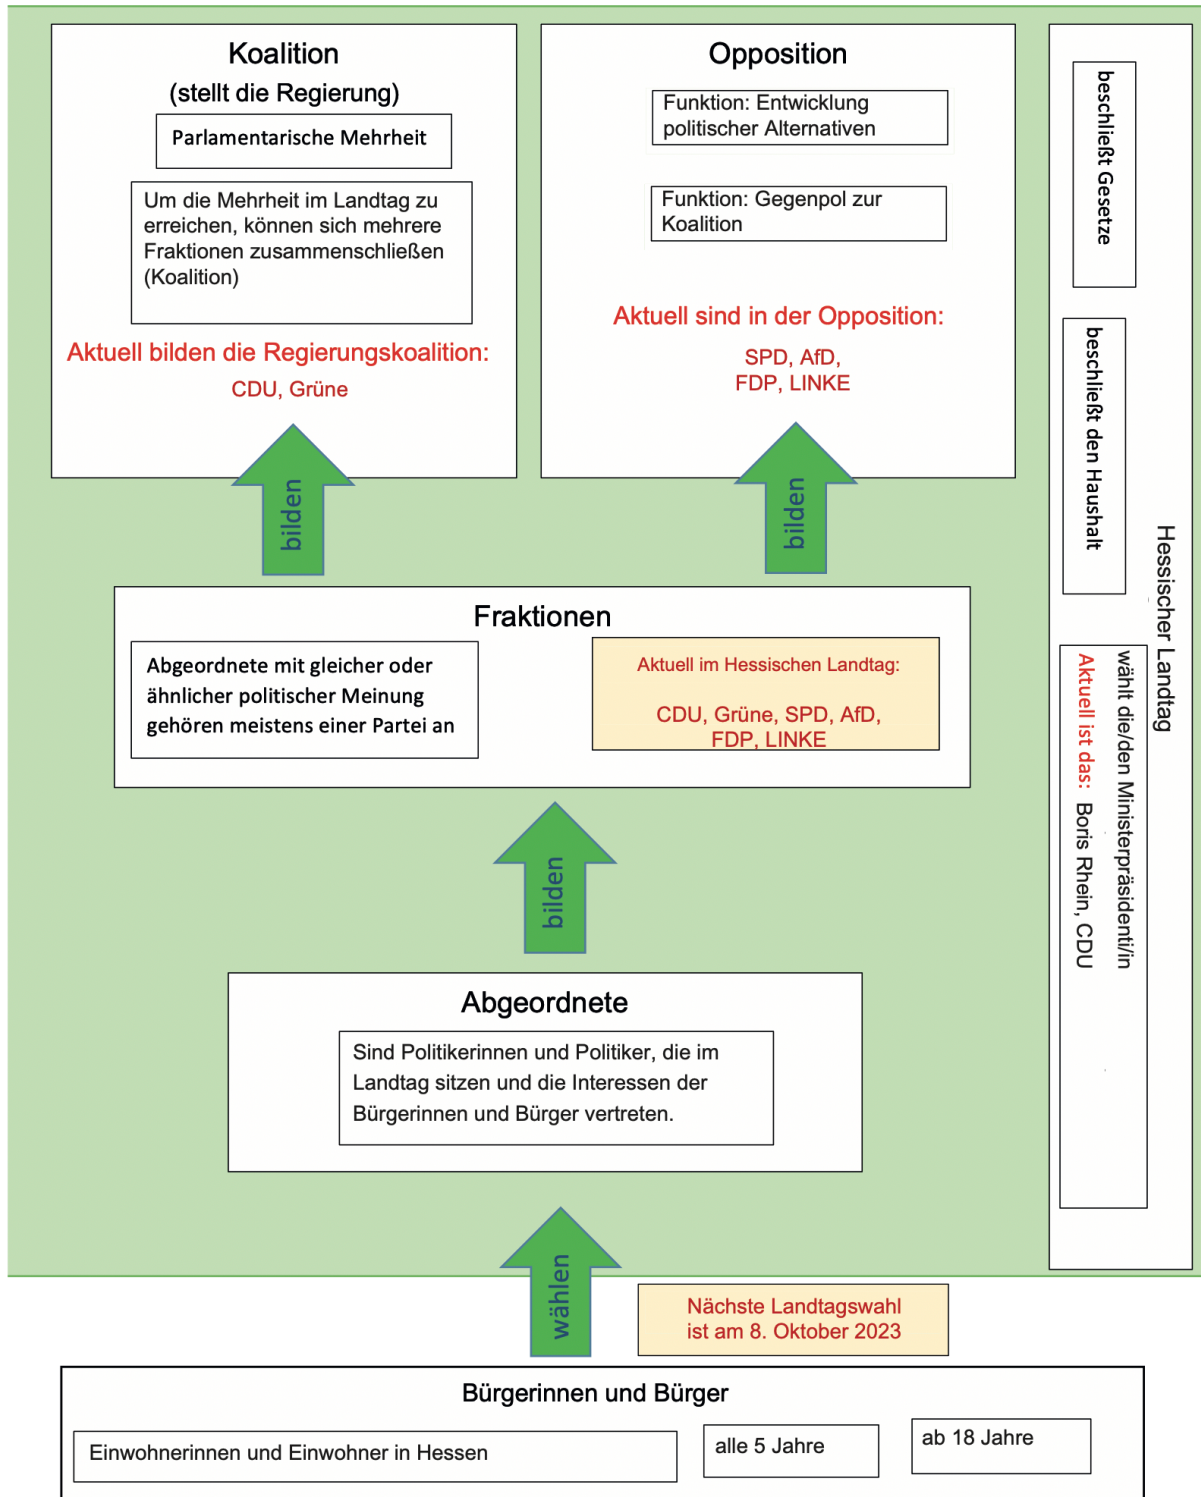 Koalition
(stellt die Regierung)
Parlamentarische Mehrheit
Um die Mehrheit im Landtag zu
erreichen, können sich mehrere
Fraktionen zusammenschließen
(Koalition)
Aktuell bilden die Regierungskoalition:
CDU, Grüne
Opposition
Funktion: Entwicklung
politischer Alternativen
Funktion: Gegenpol zur
Koalition
Aktuell sind in der Opposition:
SPD, AfD,
FDP, LINKE
bilden
bilden
Fraktionen
Abgeordnete mit gleicher oder
ähnlicher politischer Meinung
gehören meistens einer Partei an
Aktuell im Hessischen Landtag:
CDU, Grüne, SPD, AfD,
FDP, LINKE
bilden
Abgeordnete
Sind Politikerinnen und Politiker, die im
Landtag sitzen und die Interessen der
Bürgerinnen und Bürger vertreten.
wählen
Nächste Landtagswahl
ist am 8. Oktober 2023
Bürgerinnen und Bürger
Einwohnerinnen und Einwohner in Hessen
alle 5 Jahre
ab 18 Jahre
Hessischer Landtag
beschließt Gesetze
beschließt den Haushalt
wählt die/den Ministerpräsidenti/in
Aktuell ist das: Boris Rhein, CDU